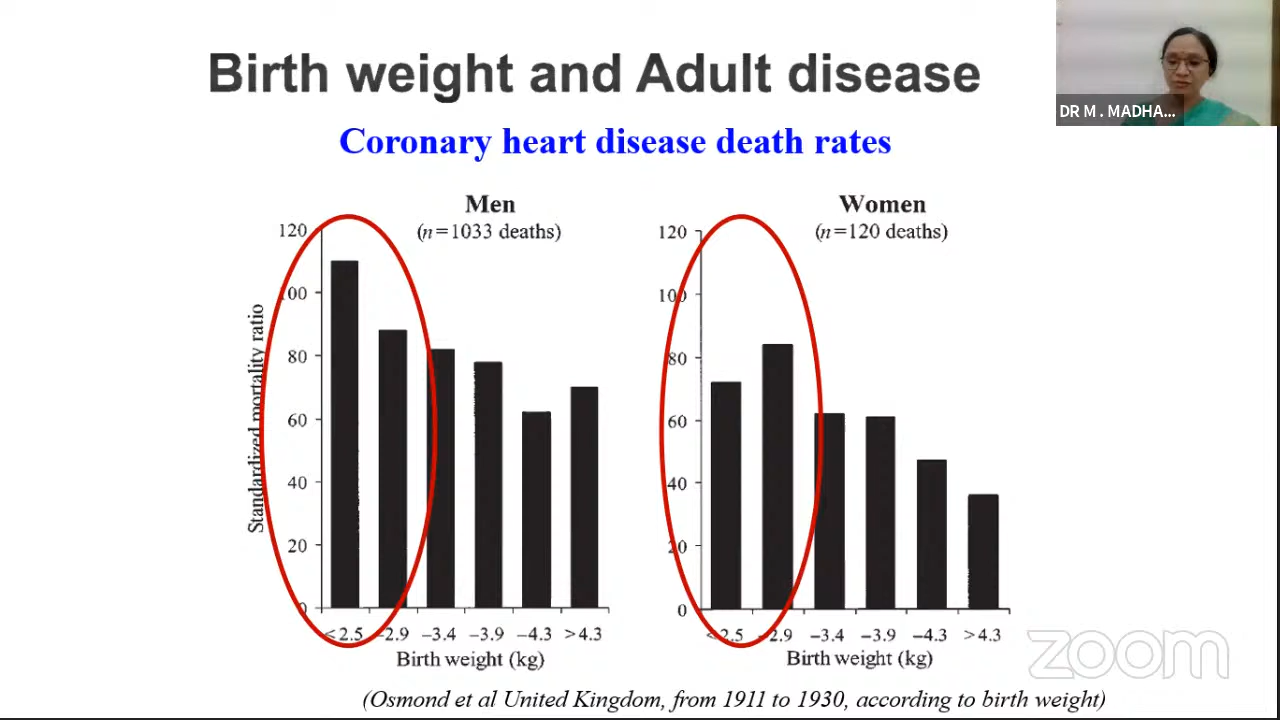 Birth weight and Adult disease
DR M . MADHA...
Coronary heart disease death rates
Men
(n=1033 deaths)
120
100
80
60
40
20
0
Standardized mortality ratio
<2.5 –2.9 –3.4 –3.9 –4.3 >4.3
Birth weight (kg)
Women
(n=120 deaths)
120
100
80
60
40
20
0
<2.5 –2.9 –3.4 –3.9 –4.3 >4.3
Birth weight (kg)
zoom
(Osmond et al United Kingdom, from 1911 to 1930, according to birth weight)